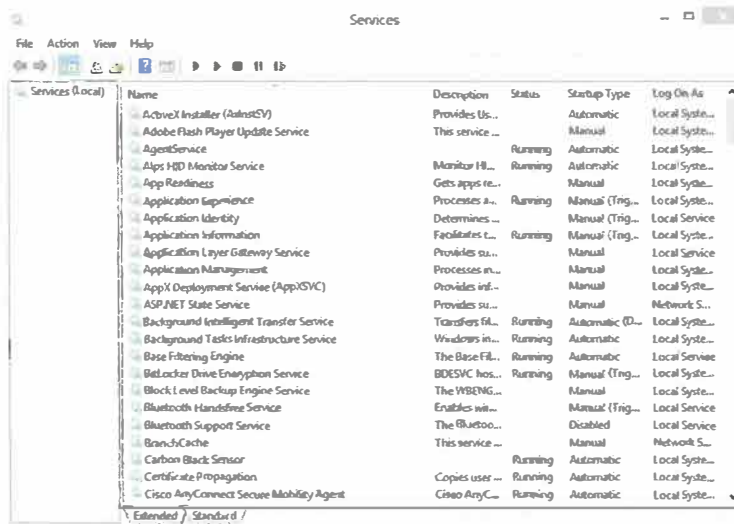 Services
File Action View Help
Services (Local)
Name Description Status Startup Type Log On As
ActiveX Installer (AxInstSV) Provides Us... Automatic Local Syste...
Adobe Flash Player Update Service This service ... Manual Local Syste...
AgentService Running Automatic Local Syste...
Alps HID Monitor Service Monitor HI... Running Automatic Local Syste...
App Readiness Gets apps re... Manual Local Syste...
Application Experience Processes a... Running Manual (Trig... Local Syste...
Application Identity Determines ... Manual (Trig... Local Service
Application Information Facilitates t... Running Manual (Trig... Local Syste...
Application Layer Gateway Service Provides su... Manual Local Service
Application Management Processes in... Manual Local Syste...
AppX Deployment Service (AppXSVC) Provides inf... Manual Local Syste...
ASP.NET State Service Provides su... Manual Network S...
Background Intelligent Transfer Service Transfers fil... Running Automatic (D... Local Syste...
Background Tasks Infrastructure Service Windows in... Running Automatic Local Syste...
Base Filtering Engine The Base Fil... Running Automatic Local Service
BitLocker Drive Encryption Service BDESVC hos... Running Manual (Trig... Local Syste...
Block Level Backup Engine Service The WBENG... Manual Local Syste...
Bluetooth Handsfree Service Enables wir... Manual (Trig... Local Service
Bluetooth Support Service The Bluetoo... Disabled Local Service
BranchCache This service ... Manual Network S...
Carbon Black Sensor Running Automatic Local Syste...
Certificate Propagation Copies user ... Running Automatic Local Syste...
Cisco AnyConnect Secure Mobility Agent Cisco AnyC... Running Automatic Local Syste...
Extended Standard